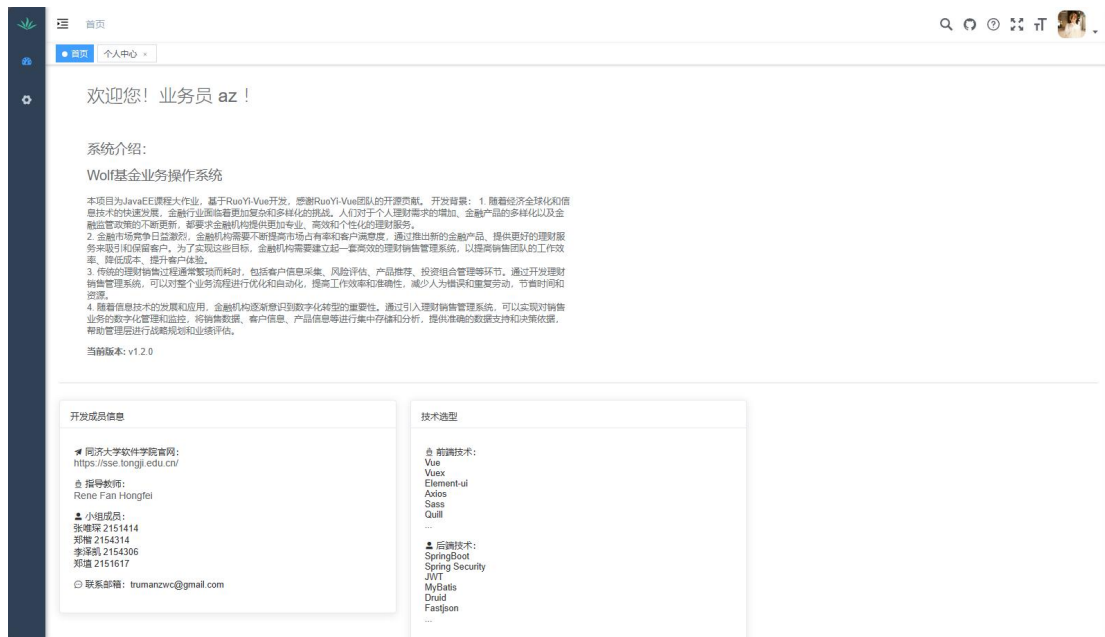 首页
首页
个人中心 ×
欢迎您！业务员 az！
系统介绍：
Wolf基金业务操作系统
本项目为JavaEE课程大作业，基于RuoYi-Vue开发，感谢RuoYi-Vue团队的开源贡献。 开发背景： 1. 随着经济全球化和信
息技术的快速发展，金融行业面临着更加复杂和多样化的挑战。人们对于个人理财需求的增加、金融产品的多样化以及金
融监管政策的不断更新，都要求金融机构提供更加专业、高效和个性化的理财服务。
2. 金融市场竞争日益激烈，金融机构需要不断提高市场占有率和客户满意度，通过推出新的金融产品、提供更好的理财服
务来吸引和保留客户。为了实现这些目标，金融机构需要建立起一套高效的理财销售管理系统，以提高销售团队的工作效
率、降低成本、提升客户体验。
3. 传统的理财销售过程通常繁琐而耗时，包括客户信息采集、风险评估、产品推荐、投资组合管理等环节。通过开发理财
销售管理系统，可以对整个业务流程进行优化和自动化，提高工作效率和准确性，减少人为错误和重复劳动，节省时间和
资源。
4. 随着信息技术的发展和应用，金融机构逐渐意识到数字化转型的重要性。通过引入理财销售管理系统，可以实现对销售
业务的数字化管理和监控，将销售数据、客户信息、产品信息等进行集中存储和分析，提供准确的数据支持和决策依据，
帮助管理层进行战略规划和业绩评估。
当前版本: v1.2.0
开发成员信息
同济大学软件学院官网：
https://sse.tongji.edu.cn/
指导教师：
Rene Fan Hongfei
小组成员：
张唯琛 2151414
郑楷 2154314
李泽凯 2154306
2151617
联系邮箱：trumanzwc@gmail.com
技术选型
前端技术：
Vue
Vuex
Element-ui
Axios
Sass
Quill
...
后端技术：
SpringBoot
Spring Security
JWT
MyBatis
Druid
Fastjson
...